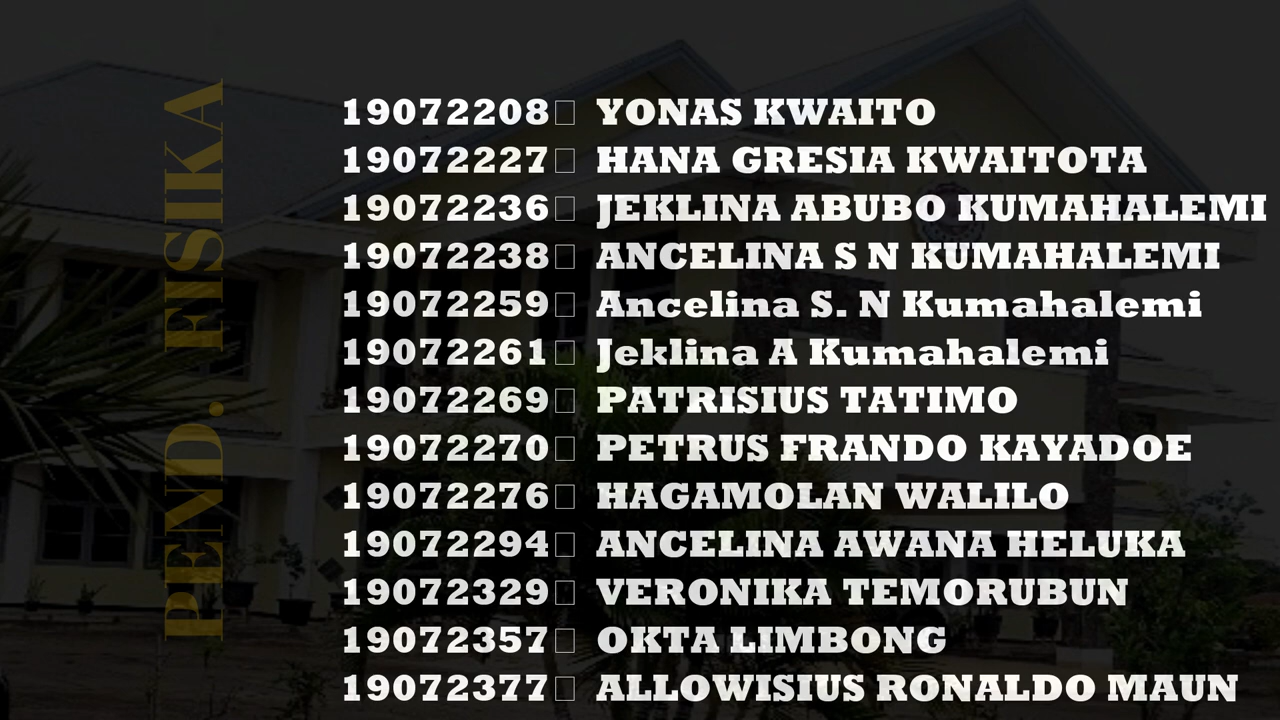 PEND. FISIKA
19072208 YONAS KWAITO
19072227 HANA GRESIA KWAITOTA
19072236 JEKLINA ABUBO KUMAHALEMI
19072238 ANCELINA S N KUMAHALEMI
19072259 Ancelina S. N Kumahalemi
19072261 Jeklina A Kumahalemi
19072269 PATRISIUS TATIMO
19072270 PETRUS FRANDO KAYADOE
19072276 HAGAMOLAN WALILO
19072294 ANCELINA AWANA HELUKA
19072329 VERONIKA TEMORUBUN
19072357 OKTA LIMBONG
19072377 ALLOWISIUS RONALDO MAUN